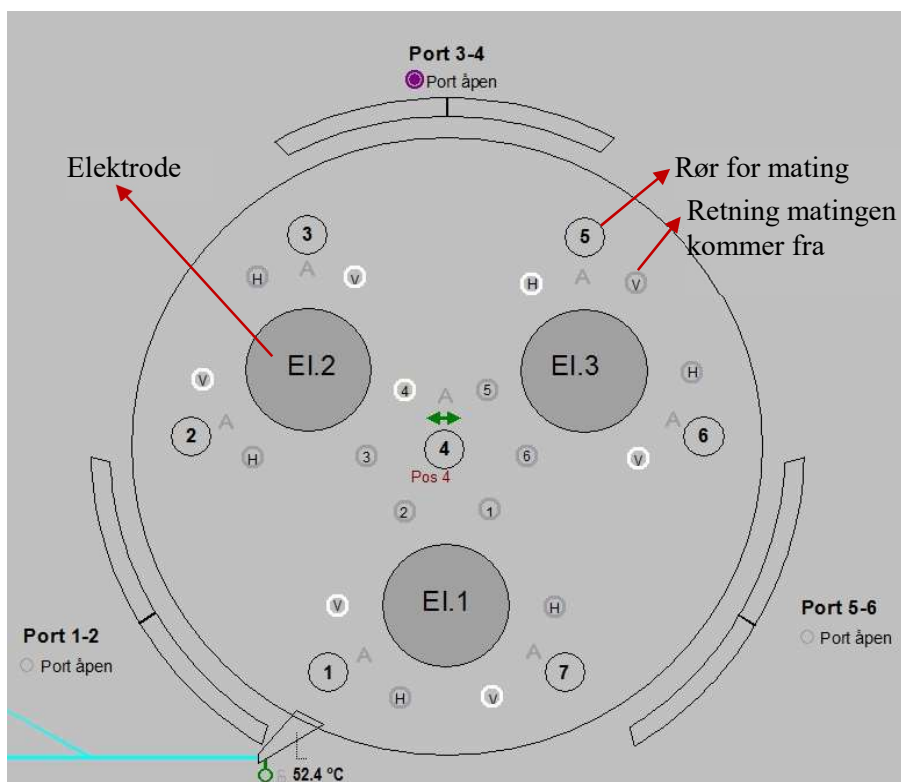 Port 3-4
Port åpen
Elektrode
Rør for mating
Retning matingen
kommer fra
3
5
H A V
H A V
El.2
El.3
V
H
4 A 5
2 A
A 6
H
3
4
6
V
Pos 4
2
1
El.1
V
H
Port 1-2
Port åpen
Port 5-6
Port åpen
1 A
A 7
H
V
52.4 ºC